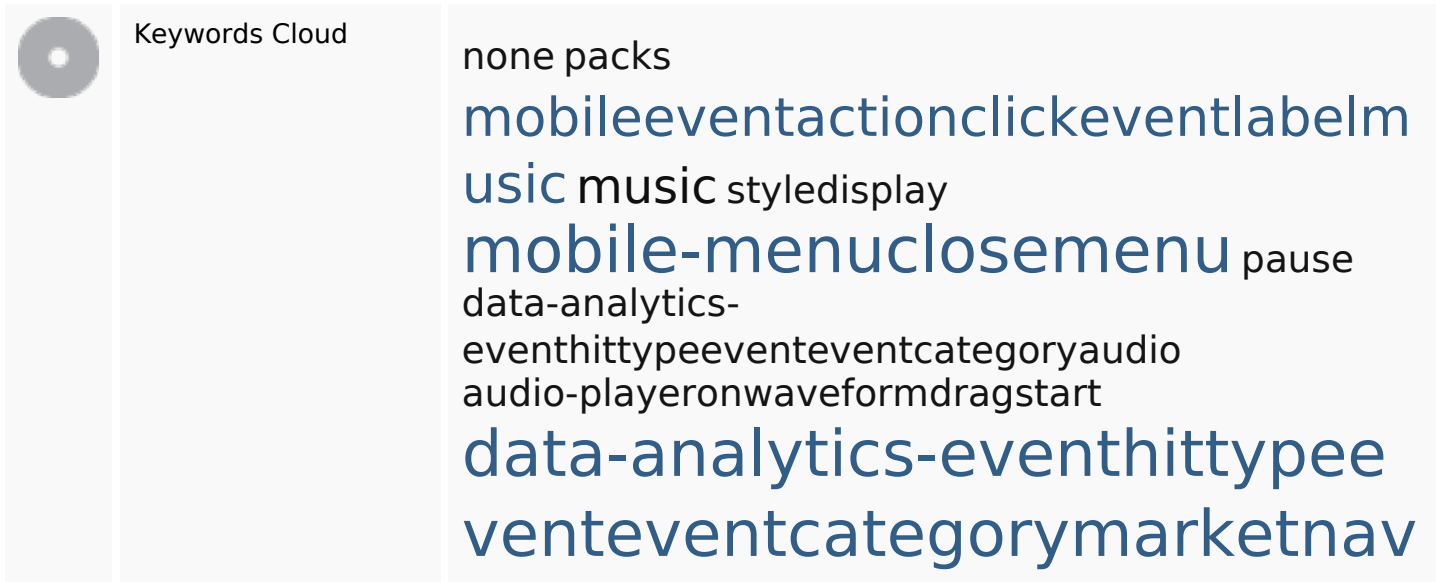 Keywords Cloud
none packs
mobileeventactionclickeventlabelm
usic music styledisplay
mobile-menuclosemenu pause
data-analytics-
eventhittypeeventeventcategoryaudio
audio-playeronwaveformdragstart
data-analytics-eventhittypee
venteventcategorymarketnav